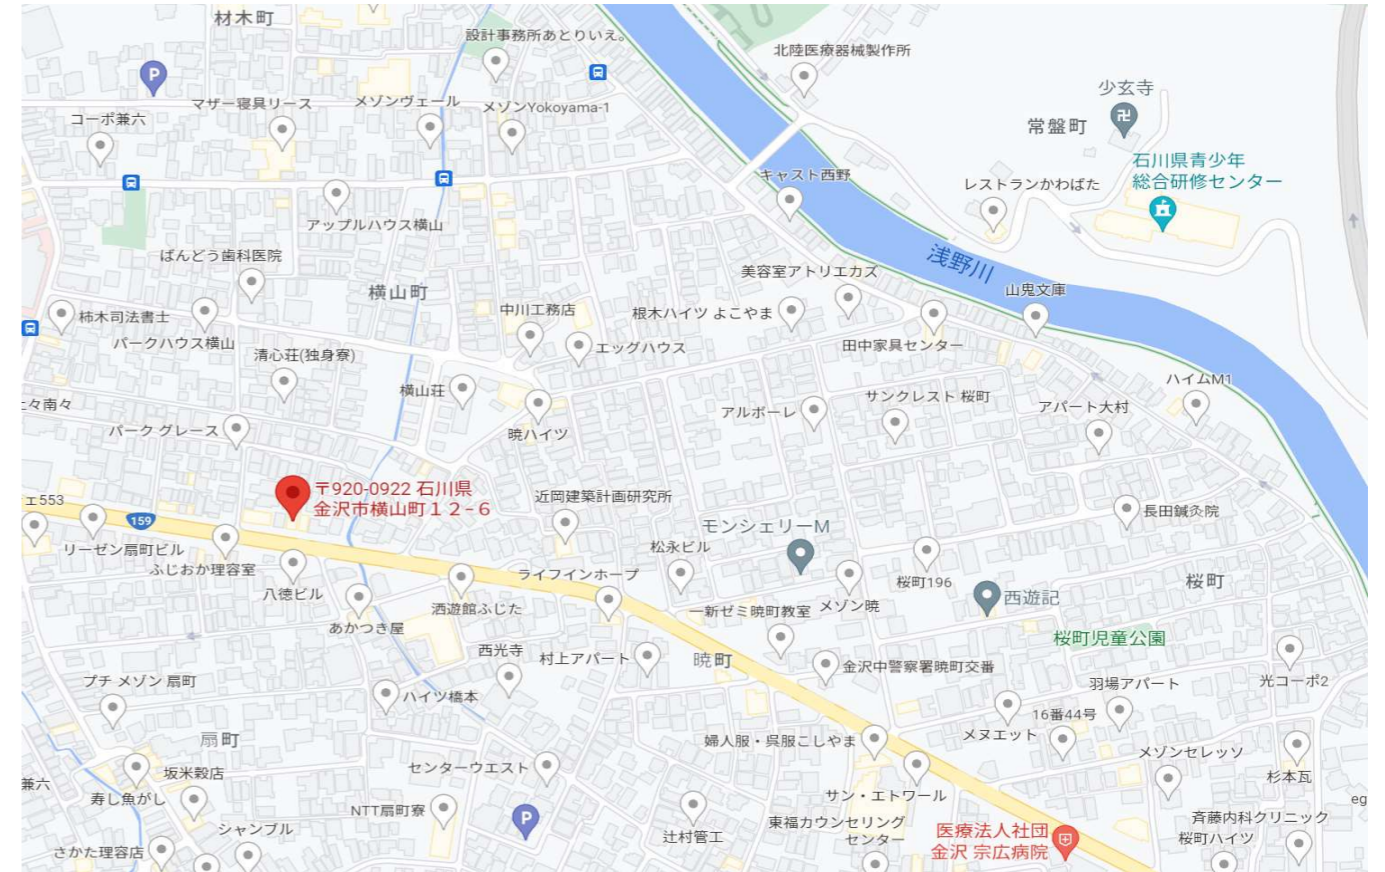 材木町
設計事務所あとりいえ。
北陸医療器械製作所
P
少玄寺
マザー寝具リース
メゾンヴェール
メゾンYokoyama-1
コーポ兼六
常盤町
石川県青少年
総合研修センター
キャスト西野
レストランかわばた
アップルハウス横山
ばんどう歯科医院
浅野川
美容室アトリエカズ
横山町
山鬼文庫
中川工務店
根木ハイツ よこやま
柿木司法書士
パークハウス横山
エッグハウス
田中家具センター
清心荘(独身寮)
ハイムM1
横山荘
サンクレスト 桜町
々南々
アルボーレ
アパート大村
パーク グレース
暁ハイツ
〒920-0922 石川県
金沢市横山町１２−６
近岡建築計画研究所
ェ553
159
モンシェリーM
長田鍼灸院
リーゼン扇町ビル
松永ビル
ふじおか理容室
ライフインホープ
桜町196
桜町
八徳ビル
酒遊館ふじた
一新ゼミ暁町教室
メゾン暁
西遊記
あかつき屋
桜町児童公園
西光寺
村上アパート
暁町
金沢中警察署暁町交番
プチ メゾン 扇町
ハイツ橋本
羽場アパート
光コーポ2
16番44号
扇町
婦人服・呉服こしやま
メヌエット
メゾンセレッソ
坂米穀店
センターウエスト
杉本瓦
兼六
寿し魚がし
サン・エトワール
eg
NTT扇町寮
P
シャンブル
辻村管工
東福カウンセリング
センター
斉藤内科クリニック
医療法人社団
金沢 宗広病院
桜町ハイツ
さかた理容店